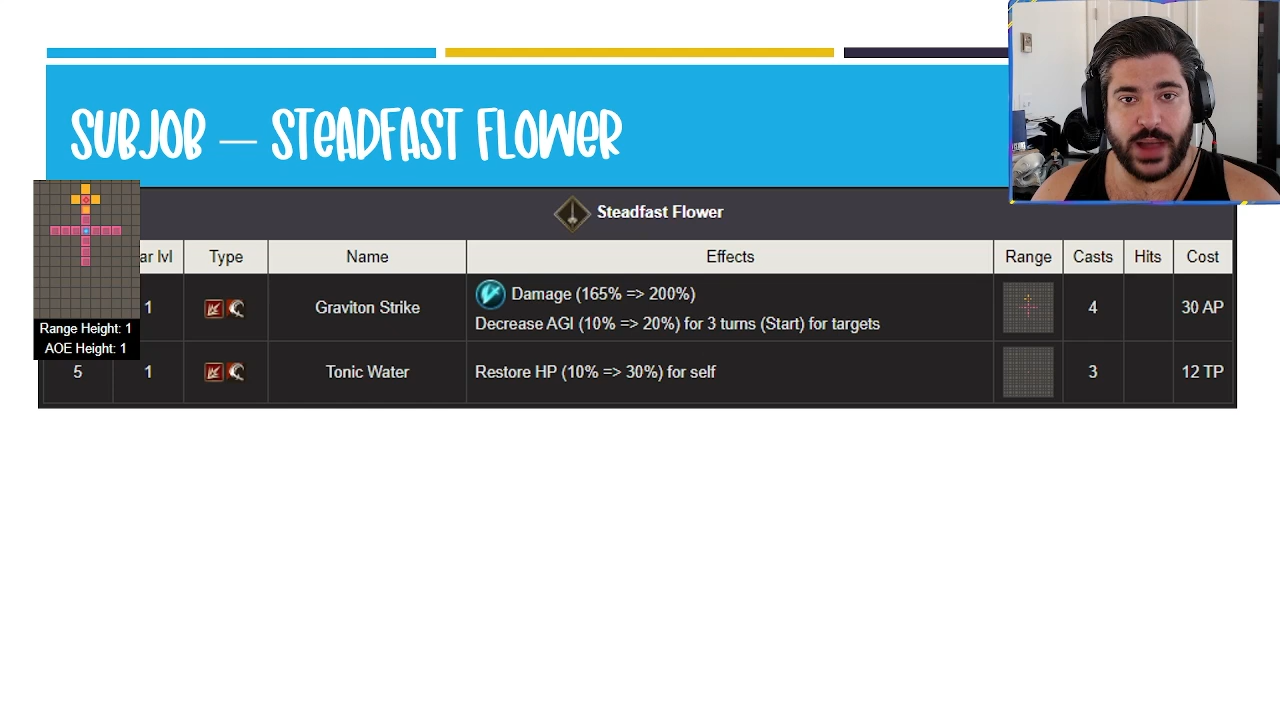 SUBJOB — STEADFAST FLOWER
Steadfast Flower
ar lvl Type Name Effects Range Casts Hits Cost
1 Graviton Strike Damage (165% => 200%) 4 30 AP
Decrease AGI (10% => 20%) for 3 turns (Start) for targets
Range Height: 1
AOE Height: 1
5 1 Tonic Water Restore HP (10% => 30%) for self 3 12 TP